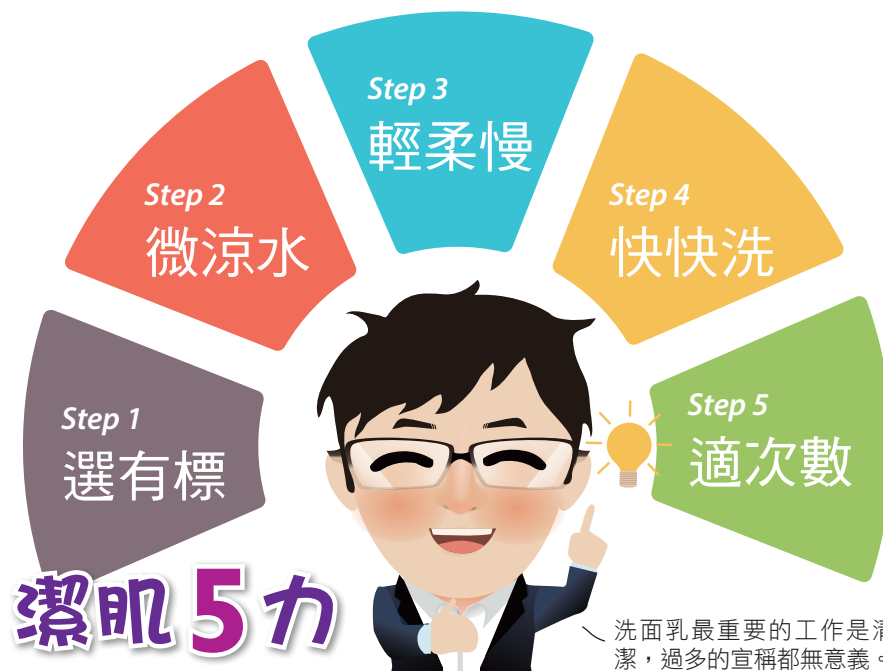 Step 1
選有標
Step 2
微涼水
Step 3
輕柔慢
Step 4
快快洗
Step 5
適次數
潔肌5力
洗面乳最重要的工作是清
潔，過多的宣稱都無意義。